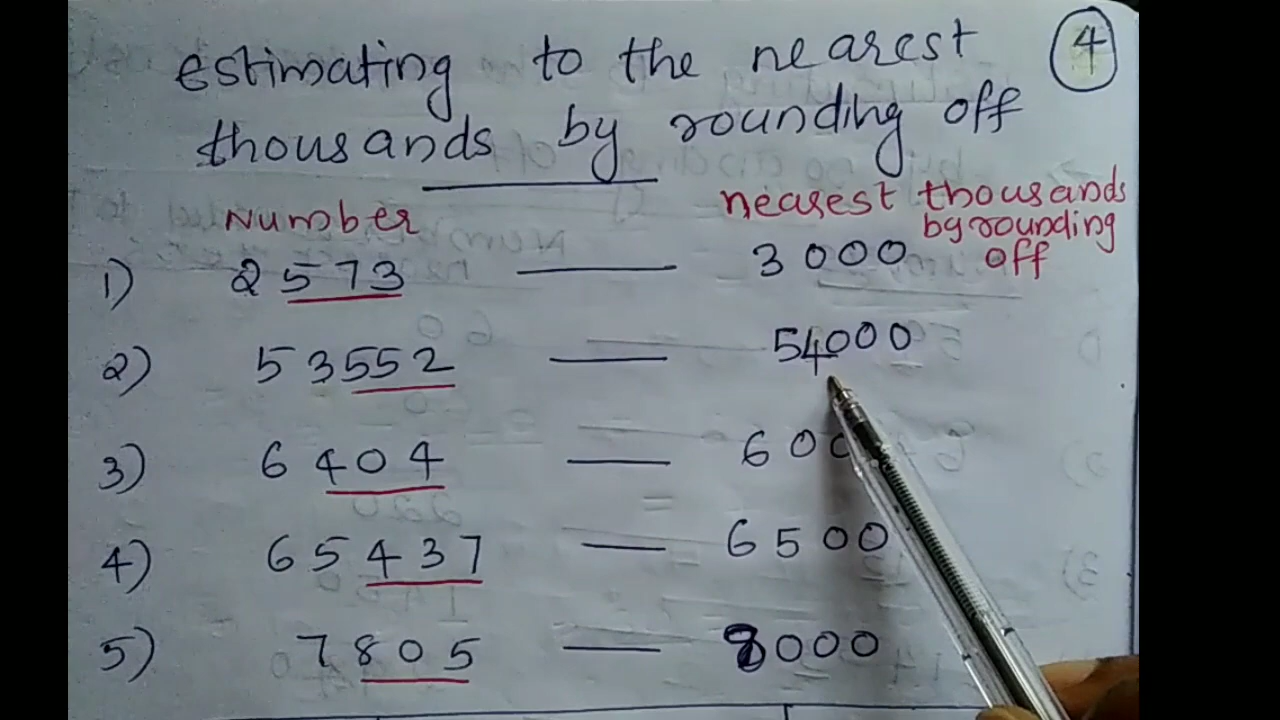 estimating to the nearest
thousands by rounding off
4
Number
nearest thousands
by rounding
off
1) 2573 — 3000
2) 53552 — 54000
3) 6404 — 600
4) 65437 — 6500
5) 7805 — 8000